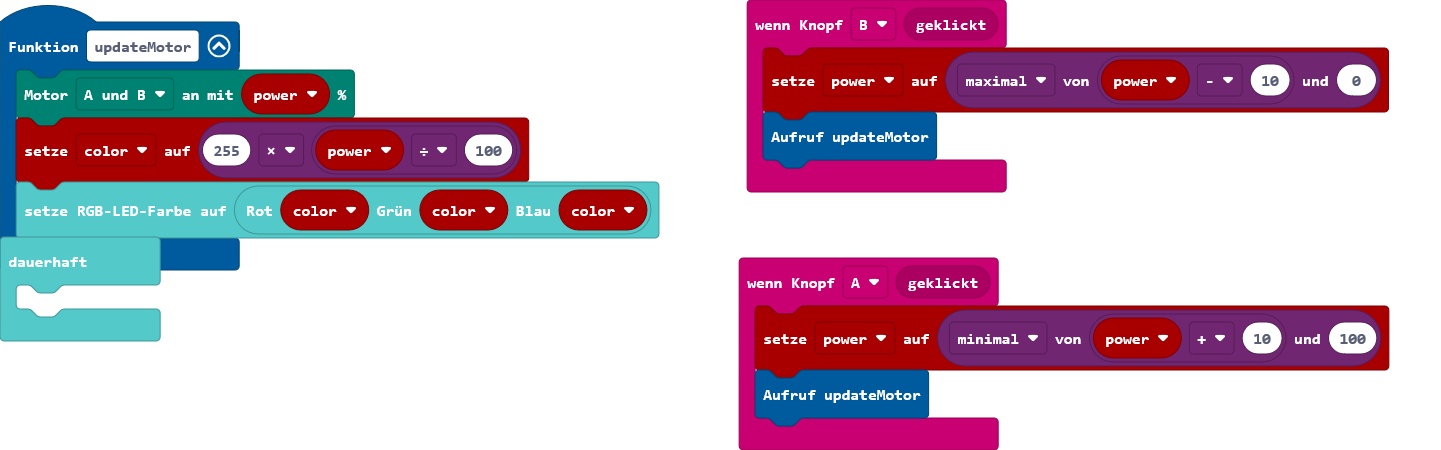 Funktion updateMotor
Motor A und B an mit power %
setze color auf 255 × power ÷ 100
setze RGB-LED-Farbe auf Rot color Grün color Blau color
dauerhaft
wenn Knopf B geklickt
setze power auf maximal von power - 10 und 0
Aufruf updateMotor
wenn Knopf A geklickt
setze power auf minimal von power + 10 und 100
Aufruf updateMotor